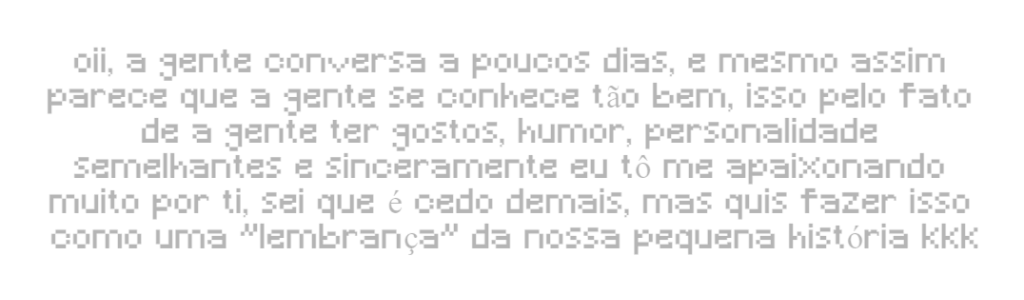 oii, a gente conversa a poucos dias, e mesmo assim
parece que a gente se conhece tão bem, isso pelo fato
de a gente ter gostos, humor, personalidade
semelhantes e sinceramente eu tô me apaixonando
muito por ti, sei que é cedo demais, mas quis fazer isso
como uma "lembrança" da nossa pequena história kkk